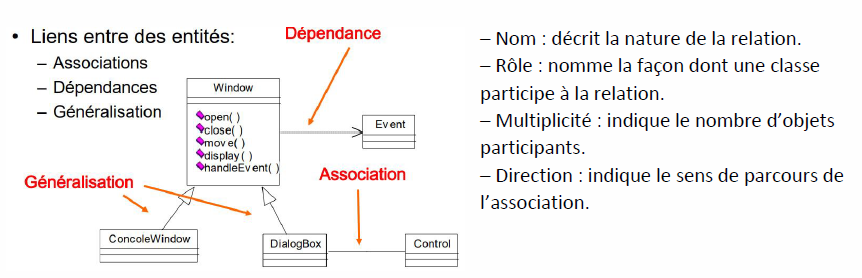 • Liens entre des entités:
– Associations
– Dépendances
– Généralisation
Dépendance
Window
open( )
close( )
move( )
display( )
handleEvent( )
Event
Généralisation
Association
ConcoleWindow
DialogBox
Control
– Nom : décrit la nature de la relation.
– Rôle : nomme la façon dont une classe
participe à la relation.
– Multiplicité : indique le nombre d’objets
participants.
– Direction : indique le sens de parcours de
l’association.